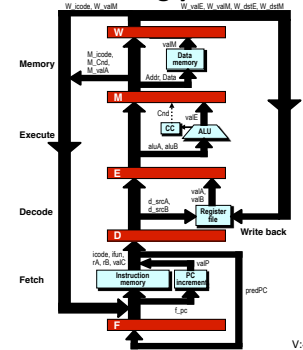 W_icode, W_valM
W_valE, W_valM, W_dstE, W_dstM
W
valM
Data
memory
Memory
M_icode,
M_Cnd,
M_valA
Addr, Data
M
Cnd
valE
CC
ALU
Execute
aluA, aluB
E
valA,
valB
Decode
d_srcA,
d_srcB
Register
file
Write back
D
icode, ifun,
rA, rB, valC
valP
Fetch
Instruction
memory
PC
increment
predPC
f_pc
F
V: